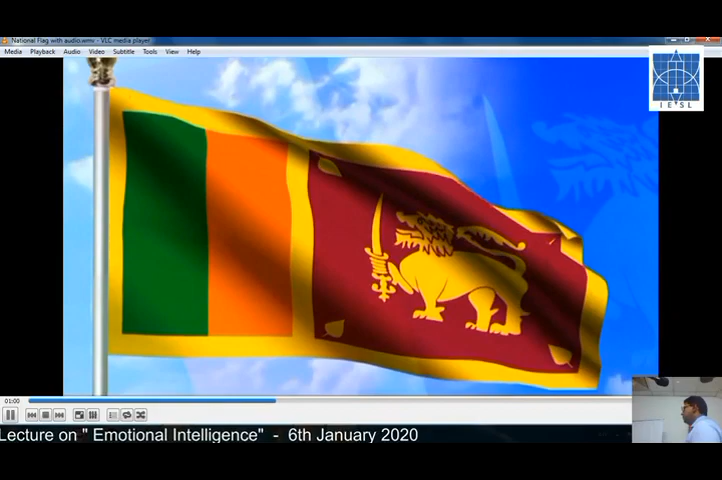 National Flag with audio.wmv - VLC media player
Media Playback Audio Video Subtitle Tools View Help
IESL
01:00
Lecture on " Emotional Intelligence" - 6th January 2020